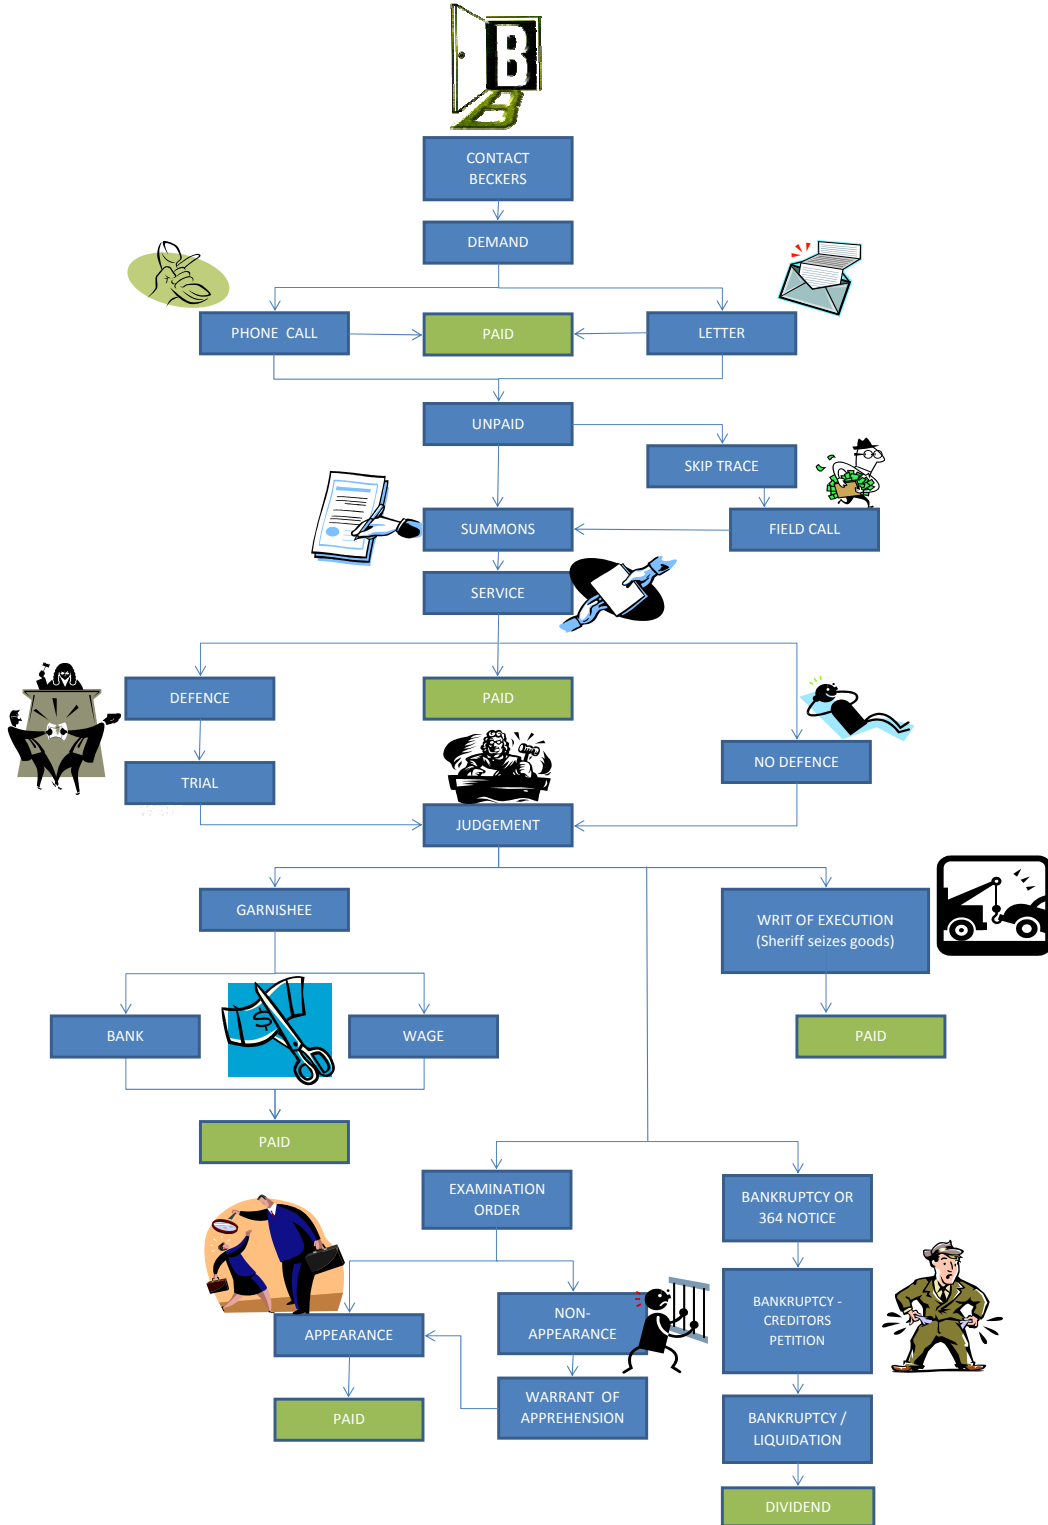 B
CONTACT
BECKERS
DEMAND
PHONE CALL
PAID
LETTER
UNPAID
SKIP TRACE
SUMMONS
FIELD CALL
SERVICE
DEFENCE
PAID
NO DEFENCE
TRIAL
JUDGEMENT
GARNISHEE
WRIT OF EXECUTION
(Sheriff seizes goods)
BANK
$
WAGE
PAID
PAID
EXAMINATION
ORDER
BANKRUPTCY OR
364 NOTICE
APPEARANCE
NON-
APPEARANCE
BANKRUPTCY -
CREDITORS
PETITION
PAID
WARRANT OF
APPREHENSION
BANKRUPTCY /
LIQUIDATION
DIVIDEND